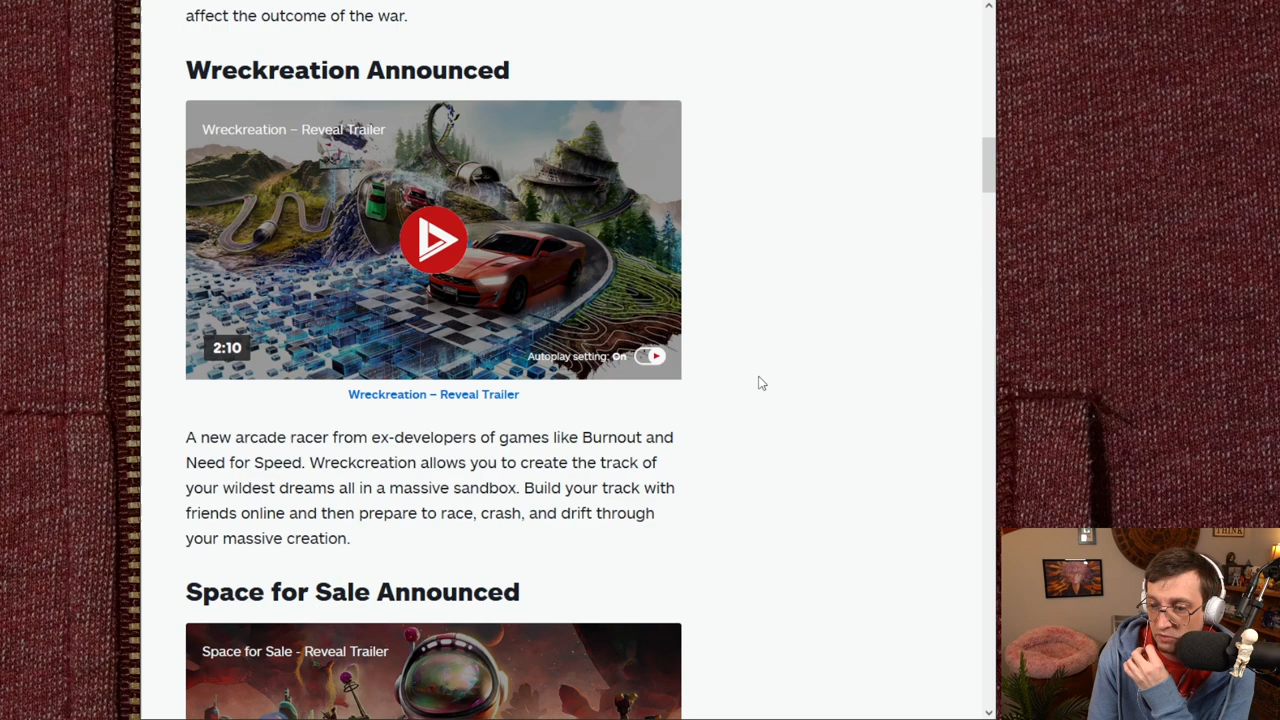 affect the outcome of the war.
Wreckreation Announced
Wreckreation – Reveal Trailer
2:10
Autoplay setting: On
Wreckreation – Reveal Trailer
A new arcade racer from ex-developers of games like Burnout and
Need for Speed. Wreckcreation allows you to create the track of
your wildest dreams all in a massive sandbox. Build your track with
friends online and then prepare to race, crash, and drift through
your massive creation.
Space for Sale Announced
Space for Sale - Reveal Trailer
THINK